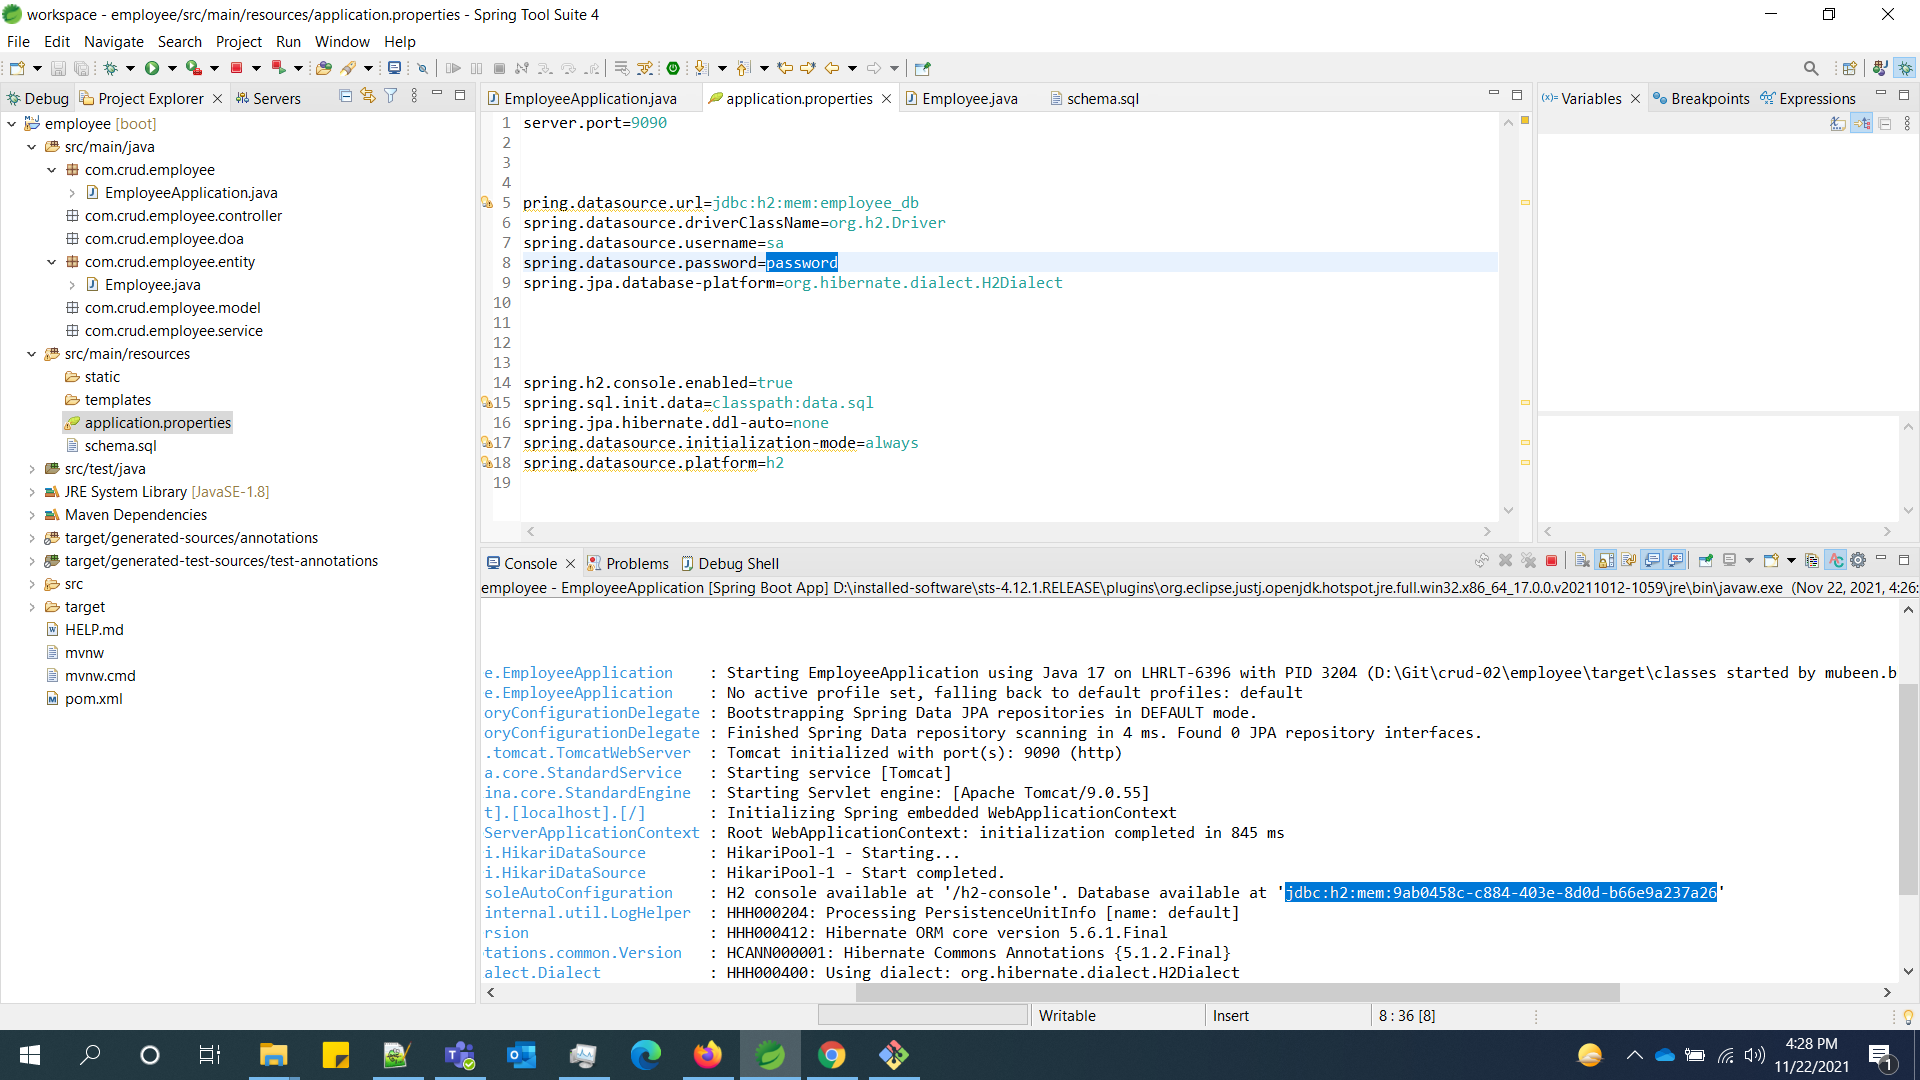 workspace - employee/src/main/resources/application.properties - Spring Tool Suite 4
File Edit Navigate Search Project Run Window Help
Debug Project Explorer Servers
employee [boot]
src/main/java
com.crud.employee
EmployeeApplication.java
com.crud.employee.controller
com.crud.employee.doa
com.crud.employee.entity
Employee.java
com.crud.employee.model
com.crud.employee.service
src/main/resources
static
templates
application.properties
schema.sql
src/test/java
JRE System Library [JavaSE-1.8]
Maven Dependencies
target/generated-sources/annotations
target/generated-test-sources/test-annotations
src
target
HELP.md
mvnw
mvnw.cmd
pom.xml
EmployeeApplication.java application.properties Employee.java schema.sql
1 server.port=9090
2
3
4
5 pring.datasource.url=jdbc:h2:mem:employee_db
6 spring.datasource.driverClassName=org.h2.Driver
7 spring.datasource.username=sa
8 spring.datasource.password=password
9 spring.jpa.database-platform=org.hibernate.dialect.H2Dialect
10
11
12
13
14 spring.h2.console.enabled=true
15 spring.sql.init.data=classpath:data.sql
16 spring.jpa.hibernate.ddl-auto=none
17 spring.datasource.initialization-mode=always
18 spring.datasource.platform=h2
19
(x)= Variables Breakpoints Expressions
Console Problems Debug Shell
employee - EmployeeApplication [Spring Boot App] D:\installed-software\sts-4.12.1.RELEASE\plugins\org.eclipse.justj.openjdk.hotspot.jre.full.win32.x86_64_17.0.0.v20211012-1059\jre\bin\javaw.exe (Nov 22, 2021, 4:26:
e.EmployeeApplication : Starting EmployeeApplication using Java 17 on LHRLT-6396 with PID 3204 (D:\Git\crud-02\employee\target\classes started by mubeen.b
e.EmployeeApplication : No active profile set, falling back to default profiles: default
oryConfigurationDelegate : Bootstrapping Spring Data JPA repositories in DEFAULT mode.
oryConfigurationDelegate : Finished Spring Data repository scanning in 4 ms. Found 0 JPA repository interfaces.
.tomcat.TomcatWebServer : Tomcat initialized with port(s): 9090 (http)
a.core.StandardService : Starting service [Tomcat]
ina.core.StandardEngine : Starting Servlet engine: [Apache Tomcat/9.0.55]
t].[localhost].[/] : Initializing Spring embedded WebApplicationContext
ServerApplicationContext : Root WebApplicationContext: initialization completed in 845 ms
i.HikariDataSource : HikariPool-1 - Starting...
i.HikariDataSource : HikariPool-1 - Start completed.
soleAutoConfiguration : H2 console available at '/h2-console'. Database available at 'jdbc:h2:mem:9ab0458c-c884-403e-8d0d-b66e9a237a26'
internal.util.LogHelper : HHH000204: Processing PersistenceUnitInfo [name: default]
rsion : HHH000412: Hibernate ORM core version 5.6.1.Final
tations.common.Version : HCANN000001: Hibernate Commons Annotations {5.1.2.Final}
alect.Dialect : HHH000400: Using dialect: org.hibernate.dialect.H2Dialect
Writable Insert 8 : 36 [8]
4:28 PM
11/22/2021
1